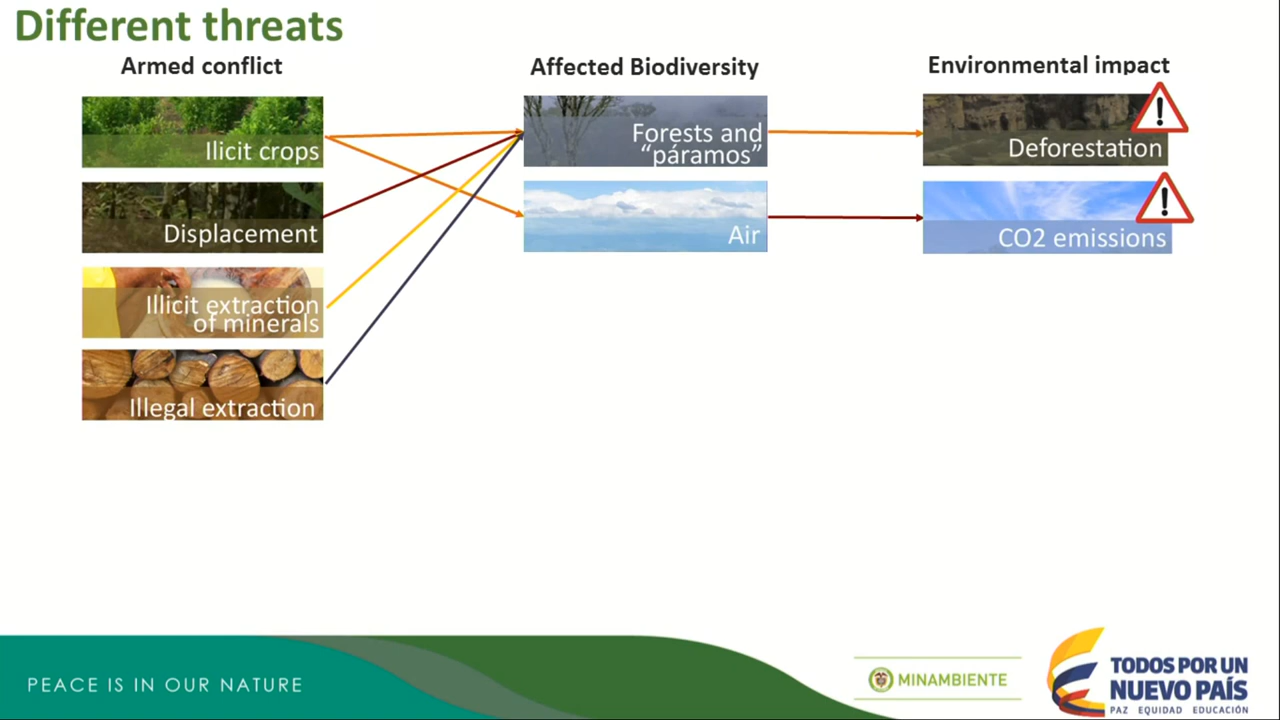 Different threats
Armed conflict
Affected Biodiversity
Environmental impact
Ilicit crops
Forests and
“páramos”
Deforestation
Displacement
Air
CO2 emissions
Illicit extraction
of minerals
Illegal extraction
PEACE IS IN OUR NATURE
MINAMBIENTE
TODOS POR UN
NUEVO PAÍS
PAZ EQUIDAD EDUCACIÓN